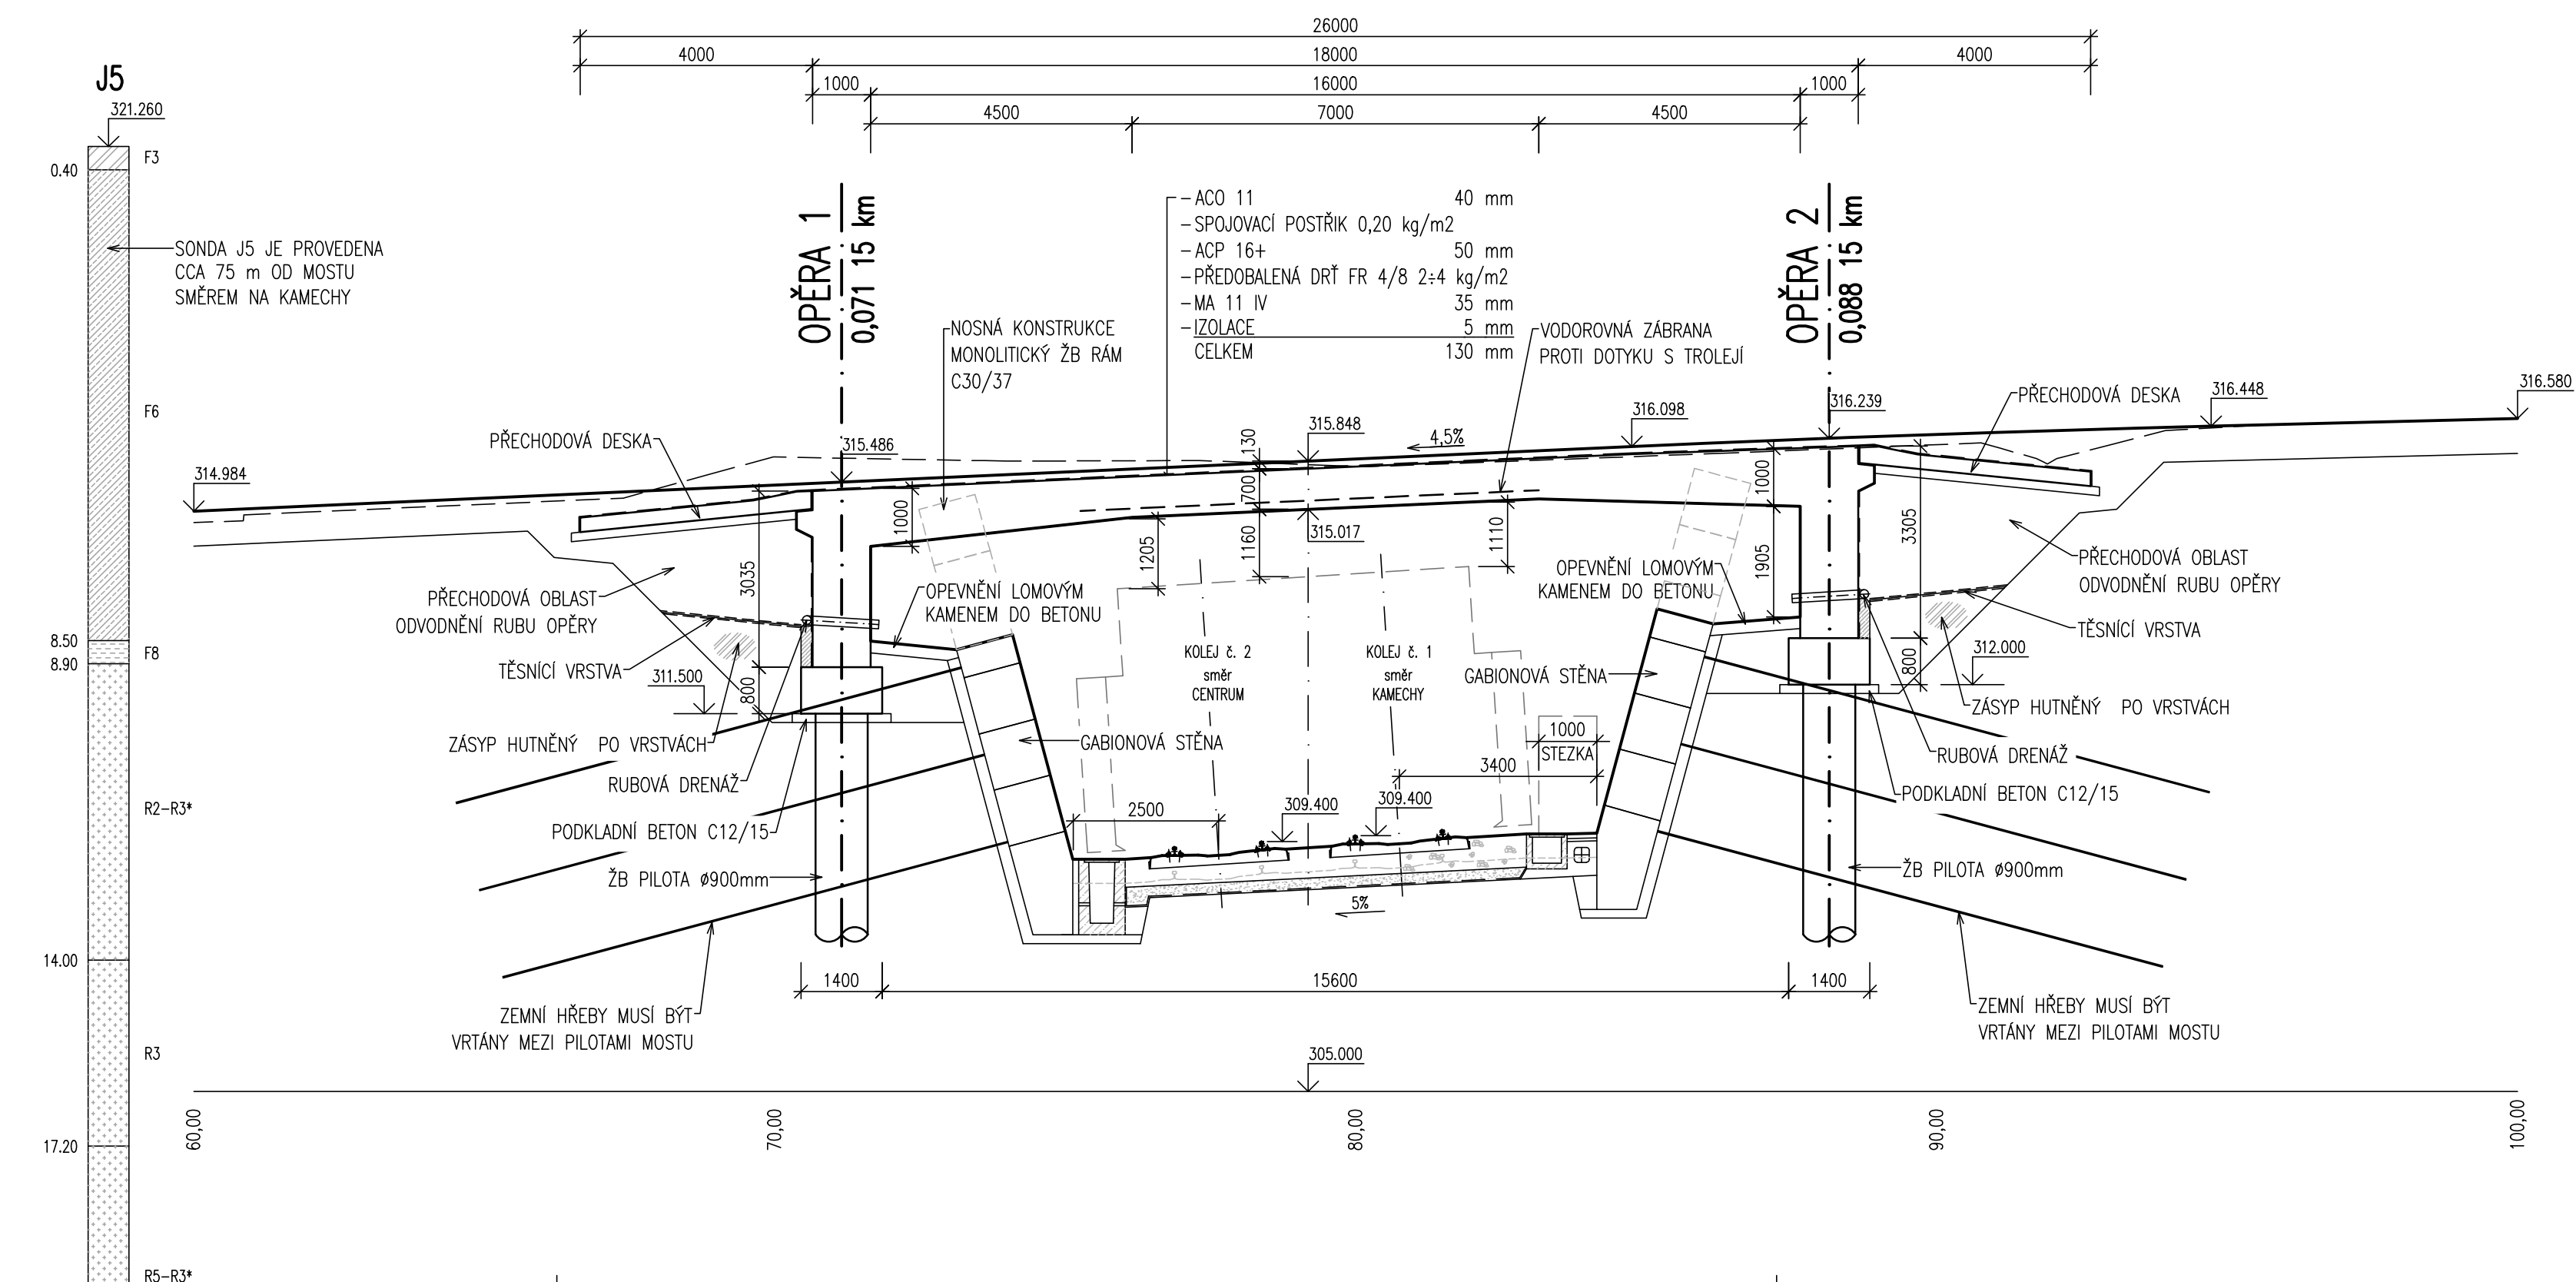 26000
4000
18000
4000
1000
16000
1000
4500
7000
4500
J5
321.260
F3
0.40
SONDA J5 JE PROVEDENA
CCA 75 m OD MOSTU
SMĚREM NA KAMECHY
F6
8.50
8.90
F8
R2-R3*
14.00
R3
17.20
R5-R3*
OPĚRA 1
0,071 15 km
OPĚRA 2
0,088 15 km
-ACO 11 40 mm
-SPOJOVACÍ POSTŘIK 0,20 kg/m2
-ACP 16+ 50 mm
-PŘEDOBALENÁ DRŤ FR 4/8 2÷4 kg/m2
-MA 11 IV 35 mm
-IZOLACE 5 mm
CELKEM 130 mm
NOSNÁ KONSTRUKCE
MONOLITICKÝ ŽB RÁM
C30/37
VODOROVNÁ ZÁBRANA
PROTI DOTYKU S TROLEJÍ
PŘECHODOVÁ DESKA
PŘECHODOVÁ DESKA
314.984
315.486
315.848
4,5%
316.098
316.239
316.448
316.580
130
700
1160
315.017
1000
1205
1110
1000
1905
3035
800
3305
800
PŘECHODOVÁ OBLAST
ODVODNĚNÍ RUBU OPĚRY
TĚSNÍCÍ VRSTVA
311.500
ZÁSYP HUTNĚNÝ PO VRSTVÁCH
RUBOVÁ DRENÁŽ
PODKLADNÍ BETON C12/15
ŽB PILOTA ø900mm
ZEMNÍ HŘEBY MUSÍ BÝT
VRTÁNY MEZI PILOTAMI MOSTU
OPEVNĚNÍ LOMOVÝM
KAMENEM DO BETONU
GABIONOVÁ STĚNA
KOLEJ č. 2
směr
CENTRUM
KOLEJ č. 1
směr
KAMECHY
OPEVNĚNÍ LOMOVÝM
KAMENEM DO BETONU
GABIONOVÁ STĚNA
1000
STEZKA
3400
2500
309.400
309.400
5%
PŘECHODOVÁ OBLAST
ODVODNĚNÍ RUBU OPĚRY
TĚSNÍCÍ VRSTVA
312.000
ZÁSYP HUTNĚNÝ PO VRSTVÁCH
RUBOVÁ DRENÁŽ
PODKLADNÍ BETON C12/15
ŽB PILOTA ø900mm
ZEMNÍ HŘEBY MUSÍ BÝT
VRTÁNY MEZI PILOTAMI MOSTU
1400
15600
1400
305.000
60,00
70,00
80,00
90,00
100,00